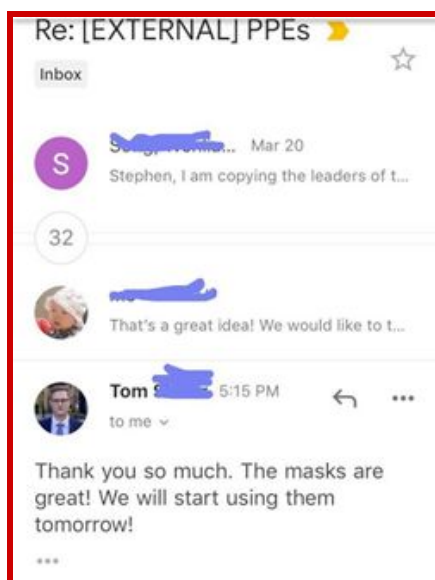 Re: [EXTERNAL] PPEs
Inbox
S
Mar 20
Stephen, I am copying the leaders of t...
32
That's a great idea! We would like to t...
Tom 5:15 PM
to me
Thank you so much. The masks are
great! We will start using them
tomorrow!